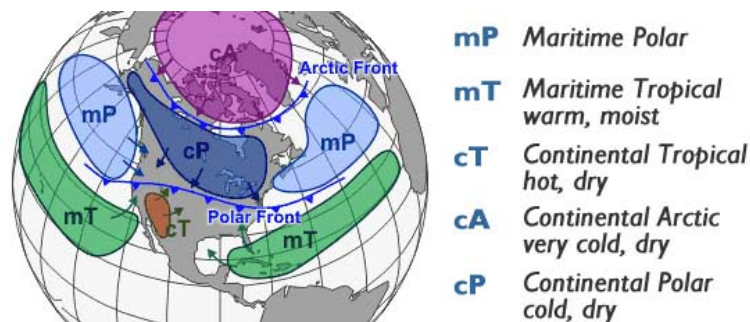 cA
Arctic Front
mP
cP
mP
mT
Polar Front
cT
mT
mP Maritime Polar
mT Maritime Tropical
warm, moist
cT Continental Tropical
hot, dry
cA Continental Arctic
very cold, dry
cP Continental Polar
cold, dry